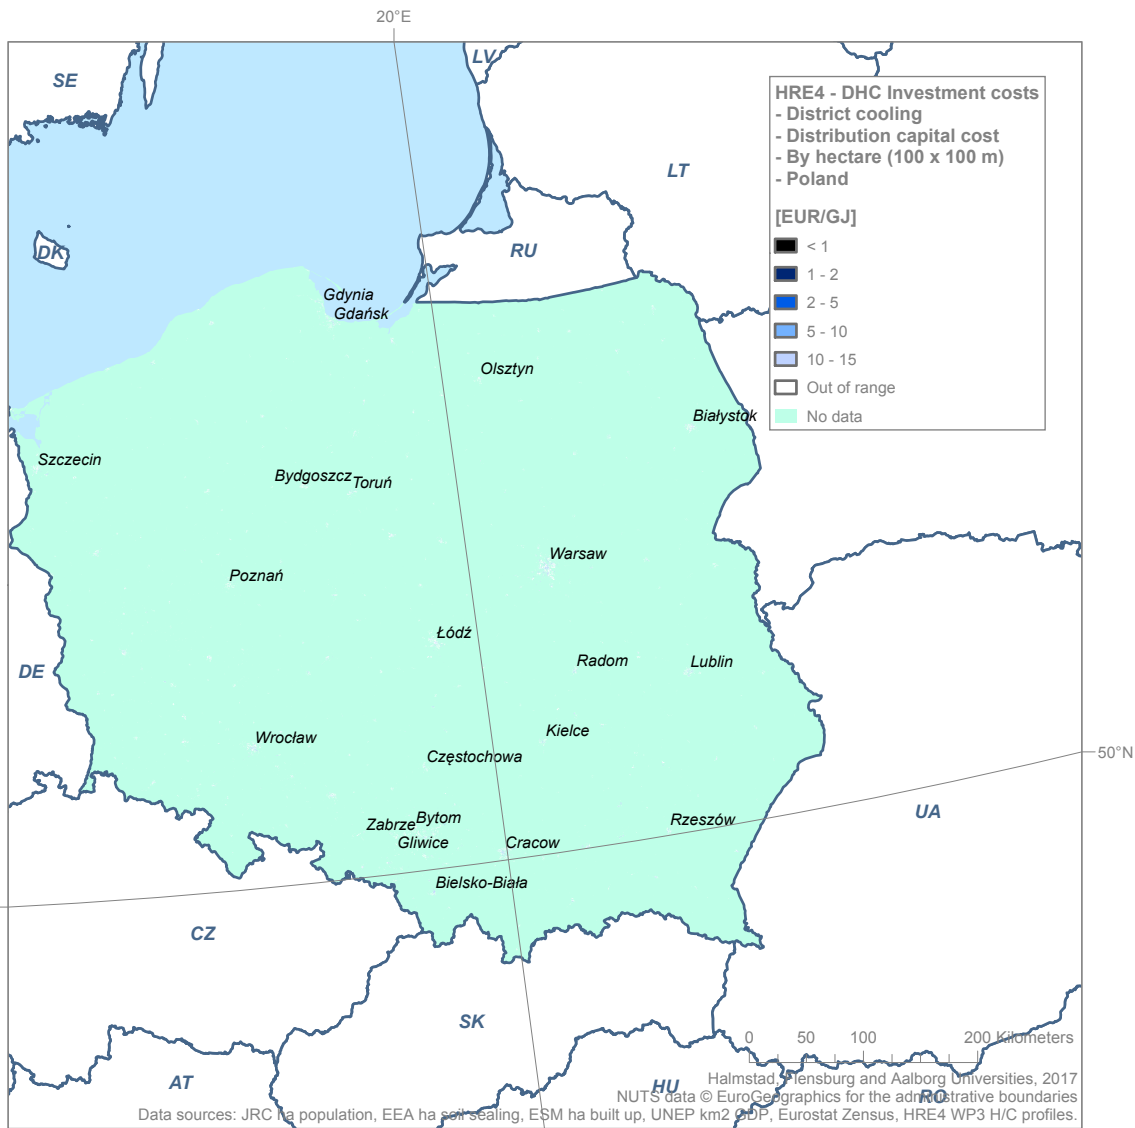 20°E
SE
LV
HRE4 - DHC Investment costs
- District cooling
- Distribution capital cost
- By hectare (100 x 100 m)
- Poland
[EUR/GJ]
< 1
1 - 2
2 - 5
5 - 10
10 - 15
Out of range
No data
LT
DK
RU
Gdynia
Gdańsk
Olsztyn
Białystok
Szczecin
Bydgoszcz
Toruń
Warsaw
Poznań
Łódź
Radom
Lublin
DE
Kielce
Wrocław
Częstochowa
50°N
Zabrze
Bytom
Gliwice
Cracow
Rzeszów
UA
Bielsko-Biała
CZ
SK
0 50 100 200 Kilometers
AT
HU
RO
Halmstad, Flensburg and Aalborg Universities, 2017
NUTS data © EuroGeographics for the administrative boundaries
Data sources: JRC ha population, EEA ha soil sealing, ESM ha built up, UNEP km2 GDP, Eurostat Zensus, HRE4 WP3 H/C profiles.